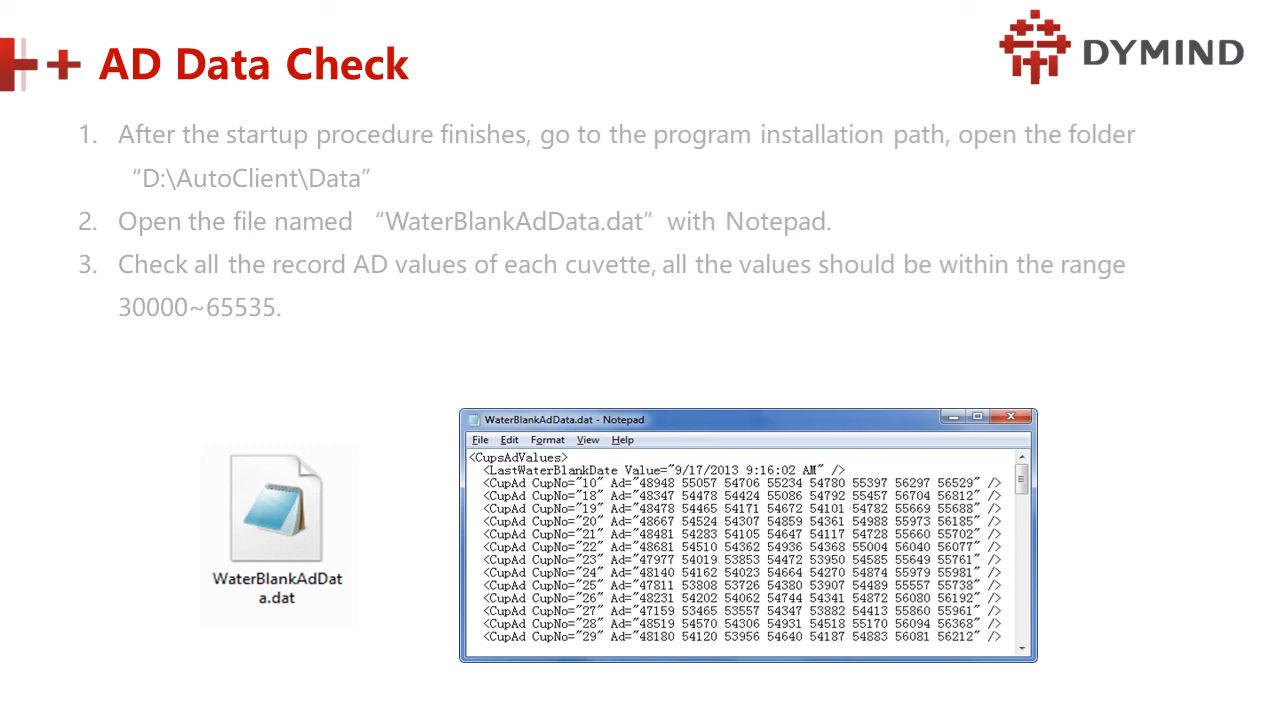 AD Data Check
DYMIND
1. After the startup procedure finishes, go to the program installation path, open the folder
“D:\AutoClient\Data”
2. Open the file named “WaterBlankAdData.dat” with Notepad.
3. Check all the record AD values of each cuvette, all the values should be within the range
30000~65535.
WaterBlankAdDat
a.dat
WaterBlankAdData.dat - Notepad
File Edit Format View Help
<CupsAdValues>
<LastWaterBlankDate Value="9/17/2013 9:16:02 AM" />
<CupAd CupNo="10" Ad="48948 55057 54706 55234 54780 55397 56297 56529" />
<CupAd CupNo="18" Ad="48347 54478 54424 55086 54792 55457 56704 56812" />
<CupAd CupNo="19" Ad="48478 54465 54171 54672 54101 54782 55669 55688" />
<CupAd CupNo="20" Ad="48667 54524 54307 54859 54361 54988 55973 56185" />
<CupAd CupNo="21" Ad="48481 54283 54105 54647 54117 54728 55660 55702" />
<CupAd CupNo="22" Ad="48681 54510 54362 54936 54368 55004 56040 56077" />
<CupAd CupNo="23" Ad="47977 54019 53853 54472 53950 54585 55649 55761" />
<CupAd CupNo="24" Ad="48140 54162 54023 54664 54270 54874 55979 55981" />
<CupAd CupNo="25" Ad="47811 53808 53726 54380 53907 54489 55557 55738" />
<CupAd CupNo="26" Ad="48231 54202 54062 54744 54341 54872 56080 56192" />
<CupAd CupNo="27" Ad="47159 53465 53557 54347 53882 54413 55860 55961" />
<CupAd CupNo="28" Ad="48519 54570 54306 54931 54518 55170 56094 56368" />
<CupAd CupNo="29" Ad="48180 54120 53956 54640 54187 54883 56081 56212" />